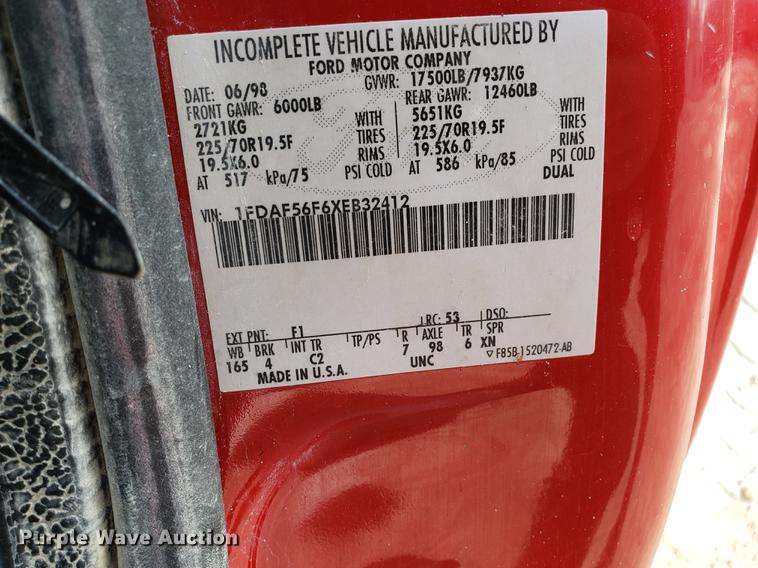 INCOMPLETE VEHICLE MANUFACTURED BY
FORD MOTOR COMPANY
DATE: 06/98 GVWR: 17500LB/7937KG
FRONT GAWR: 6000LB REAR GAWR: 12460LB
2721KG WITH 5651KG WITH
225/70R19.5F TIRES 225/70R19.5F TIRES
19.5X6.0 RIMS 19.5X6.0 RIMS
AT 517 kPa/75 PSI COLD AT 586 kPa/85 PSI COLD
DUAL
VIN: 1FDAF56F6XEB32412
EXT PNT: F1 RC: 53 DSO:
WB BRK INT TR TP/PS R AXLE TR SPR
165 4 C2 7 98 6 XN
MADE IN U.S.A. UNC F85B-1520472-AB
Purple Wave Auction